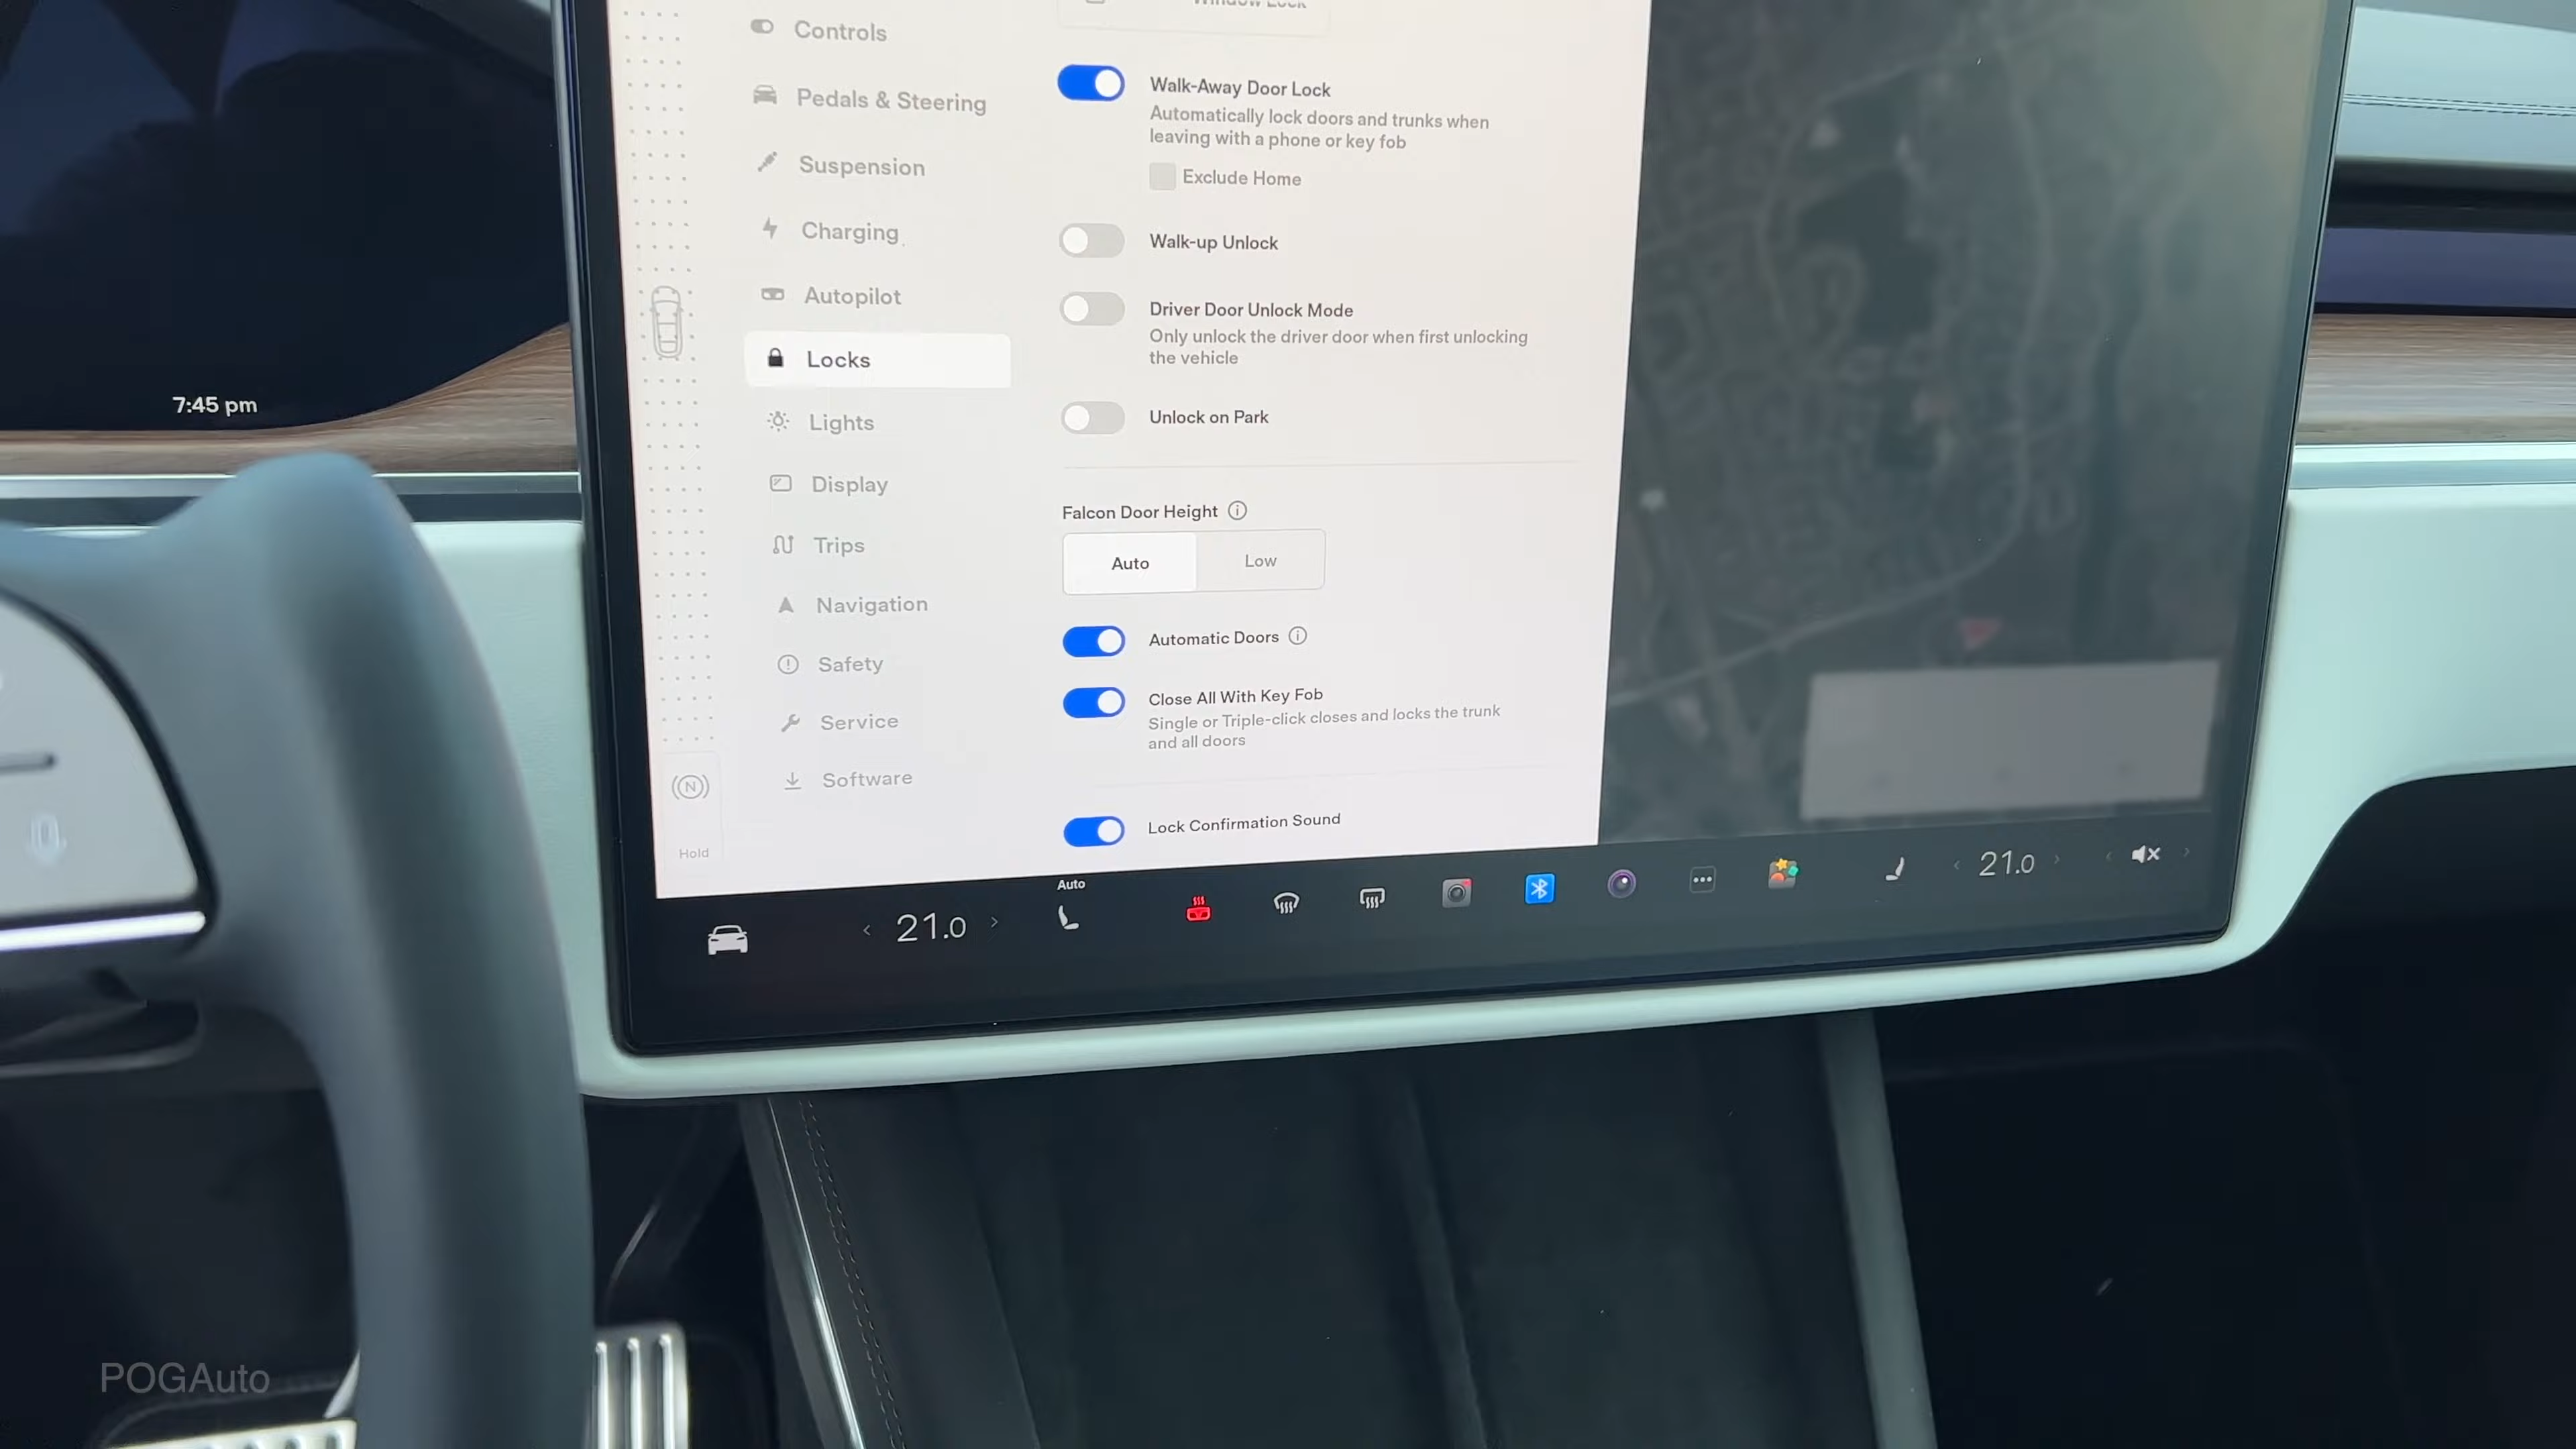 Window Lock
Controls
Pedals & Steering
Suspension
Charging
Autopilot
Locks
Lights
Display
Trips
Navigation
Safety
Service
Software
Walk-Away Door Lock
Automatically lock doors and trunks when
leaving with a phone or key fob
Exclude Home
Walk-up Unlock
Driver Door Unlock Mode
Only unlock the driver door when first unlocking
the vehicle
Unlock on Park
Falcon Door Height
Auto
Low
Automatic Doors
Close All With Key Fob
Single or Triple-click closes and locks the trunk
and all doors
Lock Confirmation Sound
7:45 pm
N
Hold
21.0
Auto
21.0
POGAuto